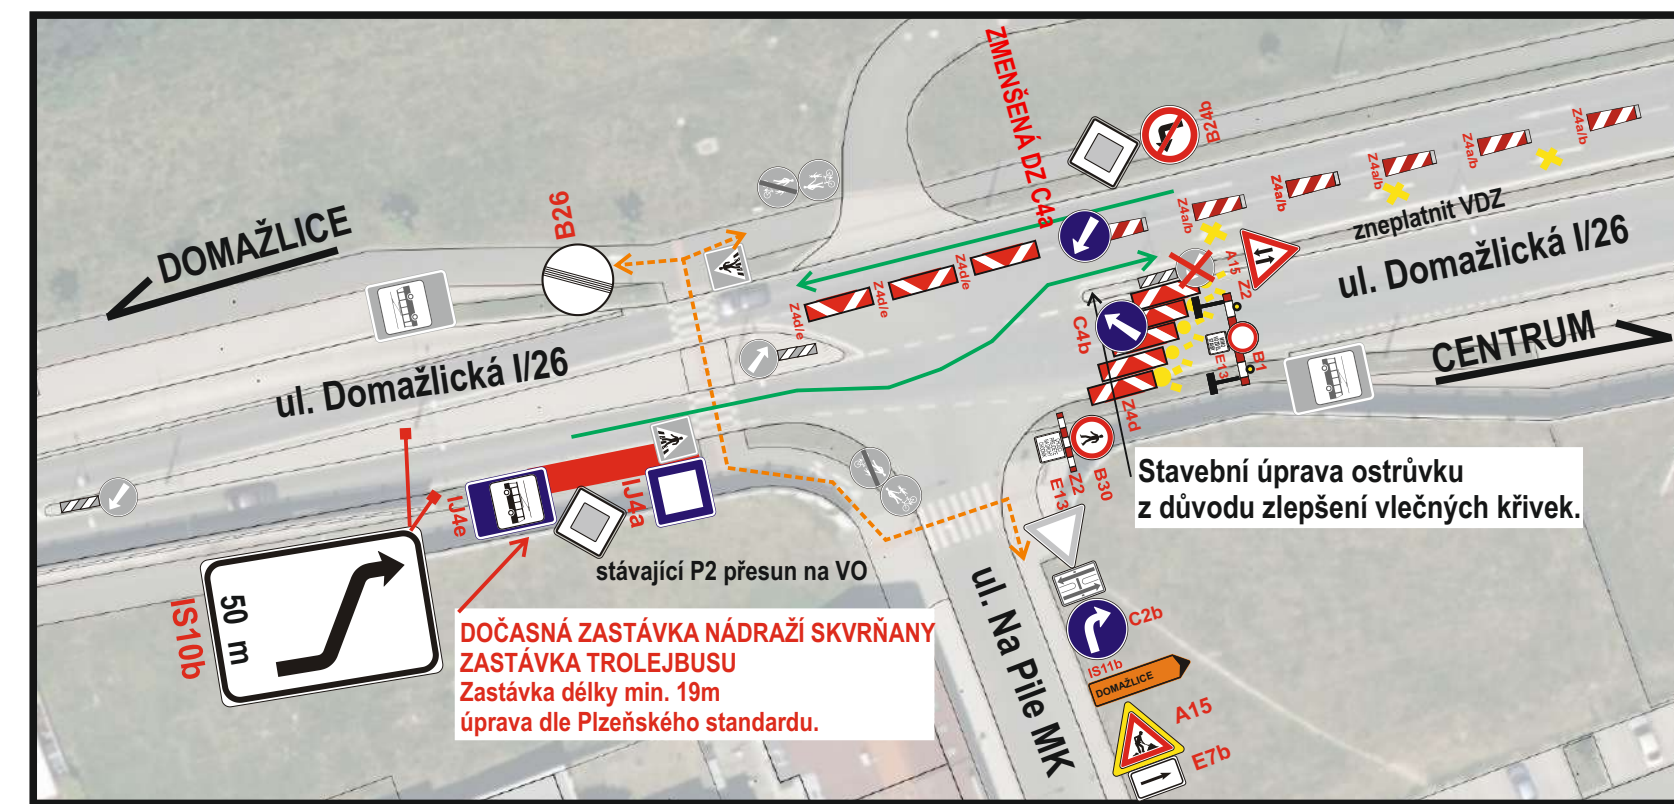 ZMENŠENÁ DZ C4a
B24b
Z4a/b
Z4a/b
Z4a/b
Z4a/b
Z4a/b
zneplatnit VDZ
DOMAŽLICE
B26
ul. Domažlická I/26
ul. Domažlická I/26
CENTRUM
Z4d/e
Z4d/e
Z4d/e
A15
Z2
C4b
E13
B1
Z4d
Z2
E13
B30
Stavební úprava ostrůvku
z důvodu zlepšení vlečných křivek.
IJ4e
IJ4a
stávající P2 přesun na VO
IS10b
50 m
DOČASNÁ ZASTÁVKA NÁDRAŽÍ SKVRŇANY
ZASTÁVKA TROLEJBUSU
Zastávka délky min. 19m
úprava dle Plzeňského standardu.
ul. Na Pile MK
C2b
IS11b
DOMAŽLICE
A15
E7b